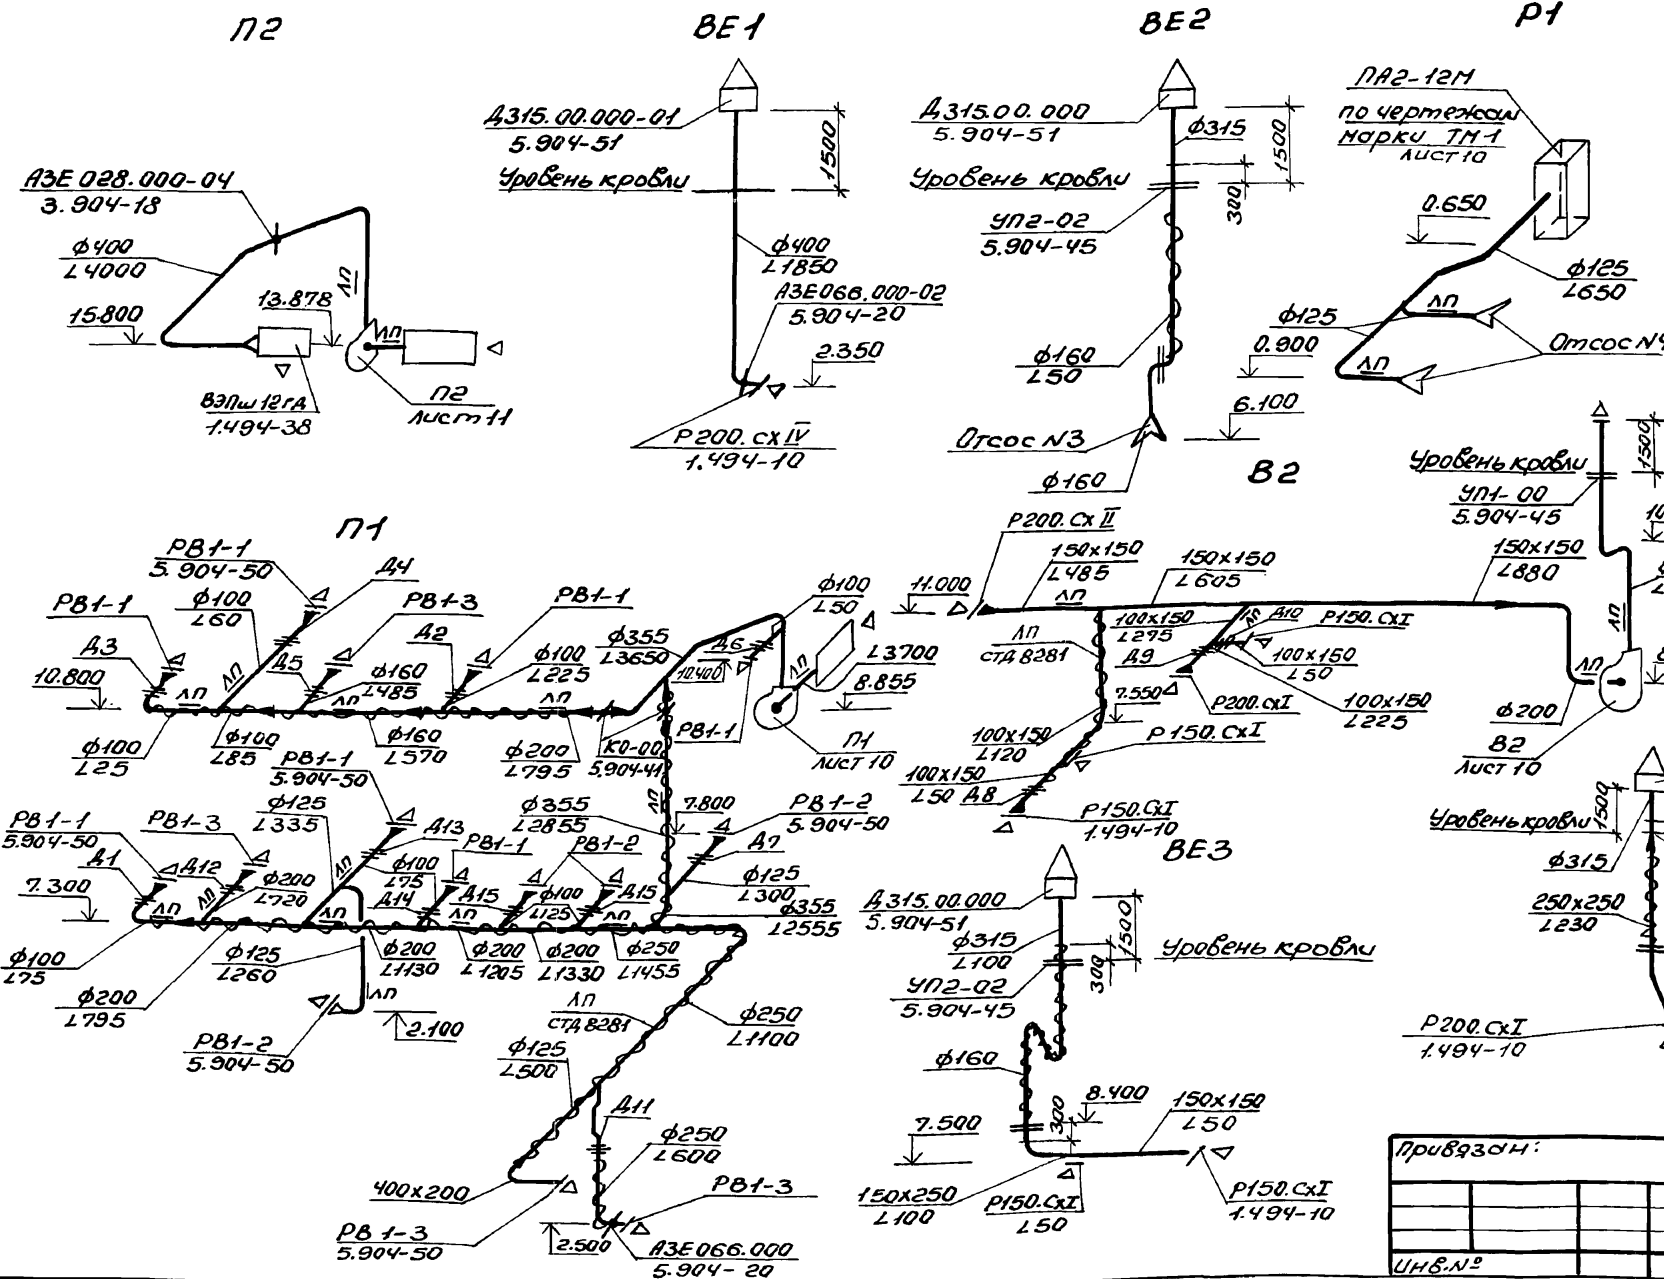 П2
АЗЕ 028.000-04
3.904-18
ф400
L4000
15.800
13.878
ЛП
ЛП
ВЭПш 12гд
1.494-38
П2
Лист 11
ВЕ1
Д315.00.000-01
5.904-51
Уровень кровли
1500
ф400
L1850
АЗЕ068.000-02
5.904-20
2.350
Р200.сх IV
1.494-10
ВЕ2
Д315.00.000
5.904-51
ф315
1500
Уровень кровли
300
УП2-02
5.904-45
ф160
L50
6.100
Отсос N3
ф160
Р1
ПА2-12М
по чертежам
марки ТМ-1
Лист 10
0.650
ф125
L650
ЛП
ф125
0.900
Отсос N4
ЛП
П1
РВ1-1
5.904-50
Д4
ф100
L60
РВ1-1
РВ1-3
РВ1-1
Д3
Д5
Д2
10.800
ЛП
ЛП
ф160
L485
ЛП
ф100
L225
ф355
L3650
ф100
L50
Д6
10.400
ЛП
L3700
8.855
ЛП
ф100
L25
ф100
L85
ф160
L570
ф200
L795
КО-00
5.904-41
РВ1-1
П1
Лист 10
РВ1-1
5.904-50
ф125
L335
РВ1-1
5.904-50
РВ1-3
Д1
Д12
ф200
L720
7.300
ЛП
ЛП
ЛП
Д13
ф100
L75
Д14
РВ1-1
РВ1-2
Д15
ф100
L125
Д15
ф355
L2855
ЛП
7.800
РВ1-2
5.904-50
Д7
ф125
L300
ф355
L2555
ЛП
ЛП
ЛП
ф100
L75
ф200
L795
ф125
L260
ф200
L1130
ф200
L1205
ф200
L1330
ф250
L1455
ЛП
2.100
РВ1-2
5.904-50
ЛП
СТД 8281
ф250
L1100
ф125
L500
Д11
ф250
L600
400х200
РВ1-3
РВ1-3
5.904-50
2.500
АЗЕ066.000
5.904-20
В2
Р200.Сх II
150х150
L485
150х150
L605
150х150
L880
11.000
ЛП
ЛП
СТД 8281
100х150
L275
ЛП
Д10
Р150.СхI
Д9
100х150
L50
7.550
Р200.схI
100х150
L225
100х150
L120
Р150.СхI
100х150
L50
Д8
Р150.СхI
1.494-10
Уровень кровли
1500
УП1-00
5.904-45
ЛП
ЛП
ф200
В2
Лист 10
ВЕ3
Д315.00.000
5.904-51
ф315
L100
1500
300
Уровень кровли
УП2-02
5.904-45
ф160
8.400
300
7.500
150х150
L50
150х250
L100
Р150.СхI
L50
Р150.СхI
1.494-10
Уровень кровли
1500
ф315
250х250
L230
Р200.СхI
1.494-10
Привязан:
Инв.№